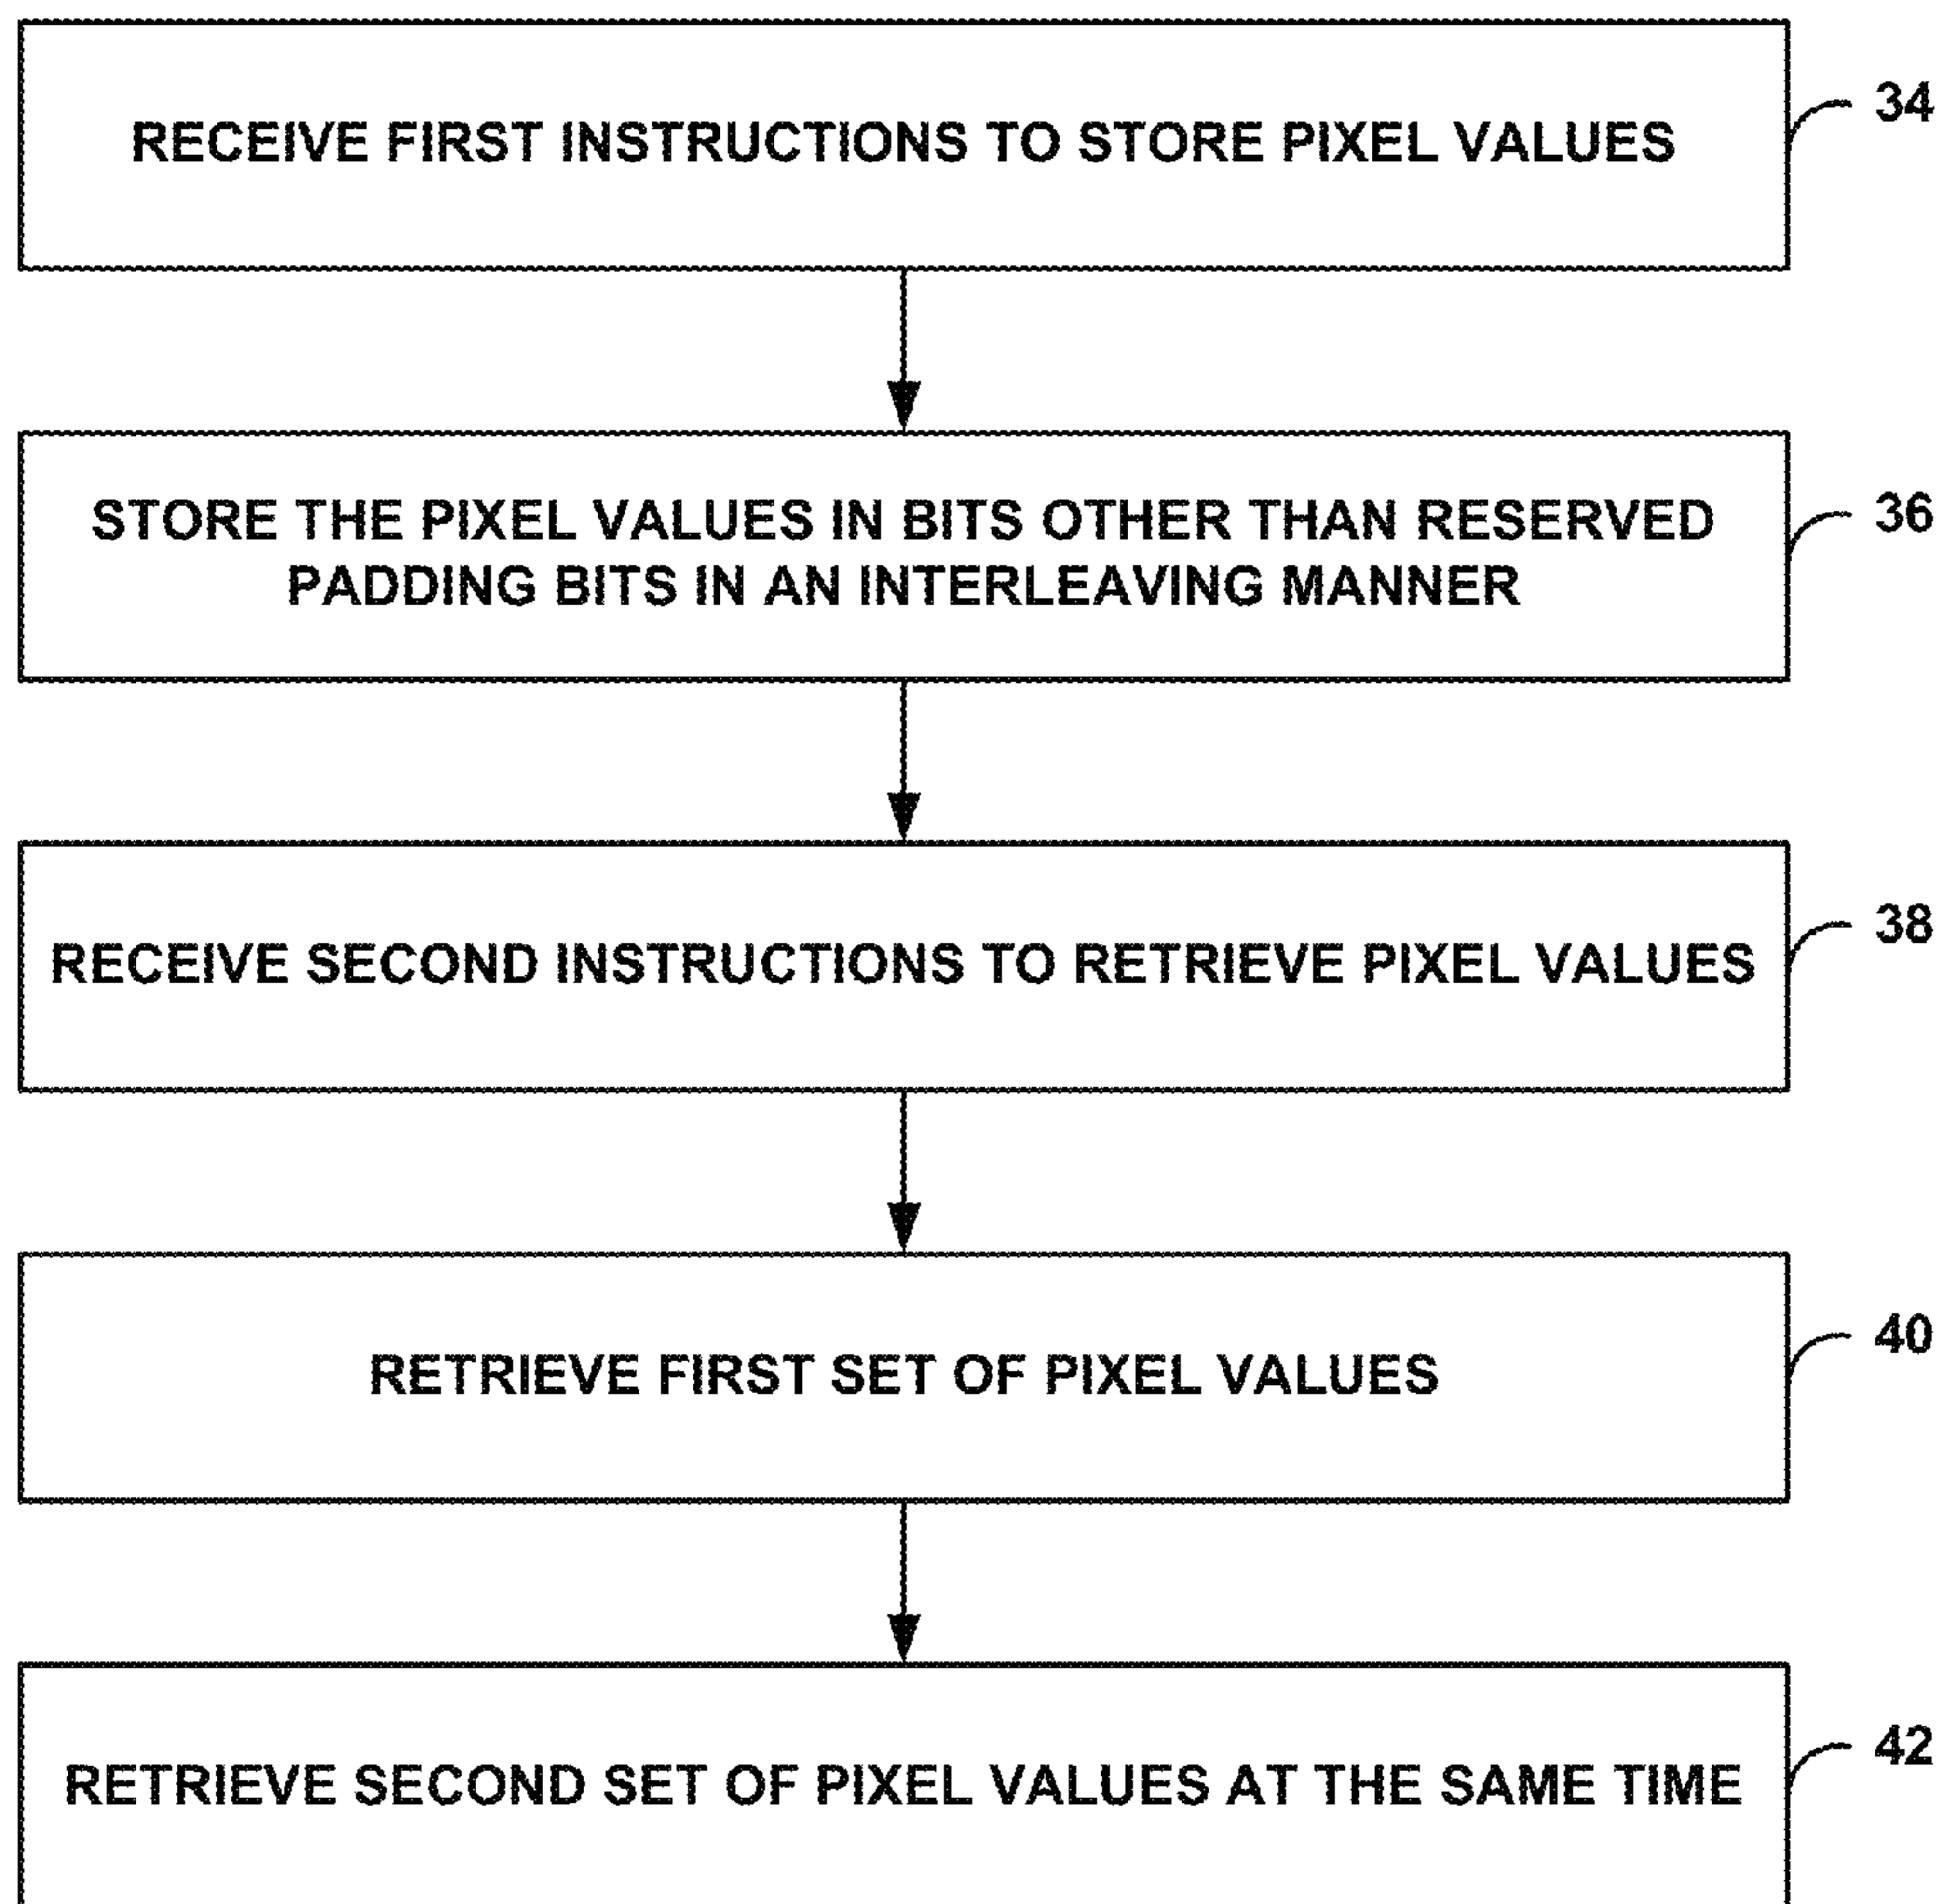 RECEIVE FIRST INSTRUCTIONS TO STORE PIXEL VALUES
34
STORE THE PIXEL VALUES IN BITS OTHER THAN RESERVED
PADDING BITS IN AN INTERLEAVING MANNER
36
RECEIVE SECOND INSTRUCTIONS TO RETRIEVE PIXEL VALUES
38
RETRIEVE FIRST SET OF PIXEL VALUES
40
RETRIEVE SECOND SET OF PIXEL VALUES AT THE SAME TIME
42